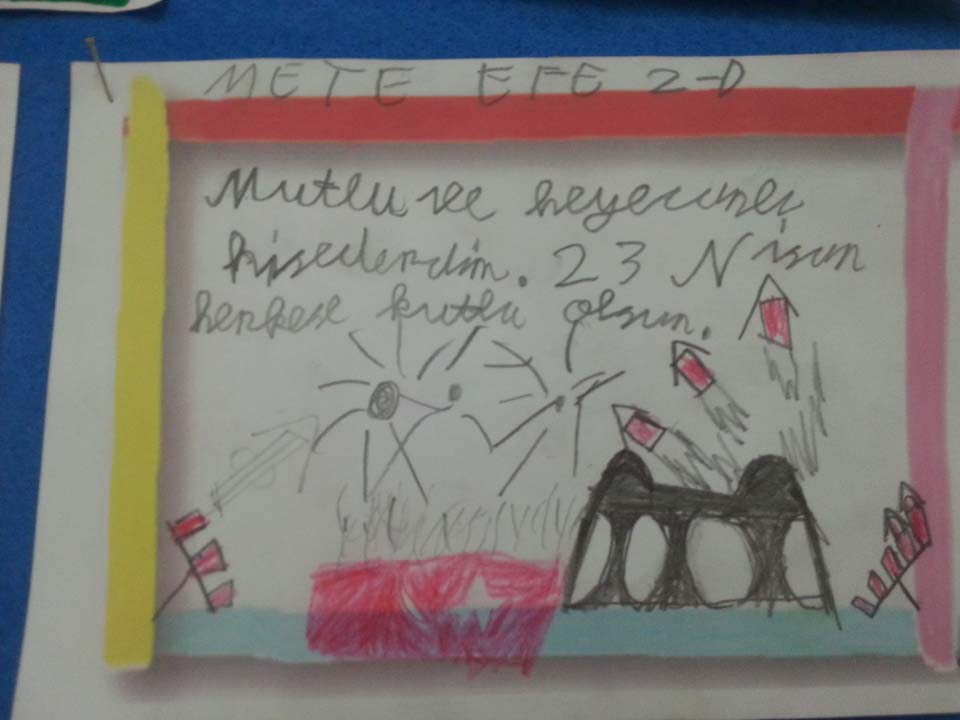 METE EFE 2-D
Mutlu ve heyecanlı
hissederdim. 23 Nisan
herkese kutlu olsun.